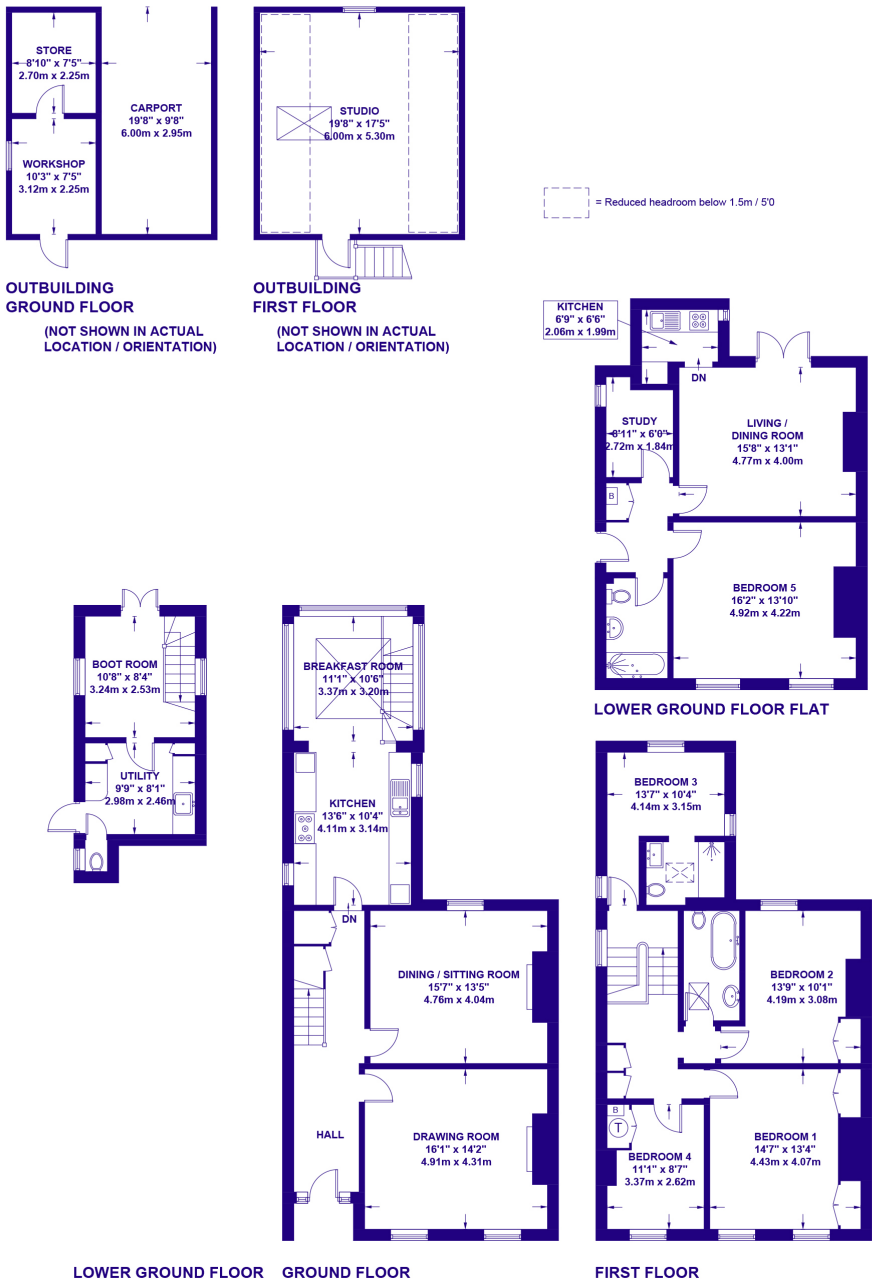 STORE
8'10" x 7'5"
2.70m x 2.25m
CARPORT
19'8" x 9'8"
6.00m x 2.95m
WORKSHOP
10'3" x 7'5"
3.12m x 2.25m
STUDIO
19'8" x 17'5"
6.00m x 5.30m
= Reduced headroom below 1.5m / 5'0
OUTBUILDING
GROUND FLOOR
(NOT SHOWN IN ACTUAL
LOCATION / ORIENTATION)
OUTBUILDING
FIRST FLOOR
(NOT SHOWN IN ACTUAL
LOCATION / ORIENTATION)
KITCHEN
6'9" x 6'6"
2.06m x 1.99m
DN
STUDY
8'11" x 6'0"
2.72m x 1.84m
LIVING /
DINING ROOM
15'8" x 13'1"
4.77m x 4.00m
B
BEDROOM 5
16'2" x 13'10"
4.92m x 4.22m
LOWER GROUND FLOOR FLAT
BOOT ROOM
10'8" x 8'4"
3.24m x 2.53m
UTILITY
9'9" x 8'1"
2.98m x 2.46m
BREAKFAST ROOM
11'1" x 10'6"
3.37m x 3.20m
KITCHEN
13'6" x 10'4"
4.11m x 3.14m
DN
DINING / SITTING ROOM
15'7" x 13'5"
4.76m x 4.04m
HALL
DRAWING ROOM
16'1" x 14'2"
4.91m x 4.31m
BEDROOM 3
13'7" x 10'4"
4.14m x 3.15m
BEDROOM 2
13'9" x 10'1"
4.19m x 3.08m
B
T
BEDROOM 4
11'1" x 8'7"
3.37m x 2.62m
BEDROOM 1
14'7" x 13'4"
4.43m x 4.07m
LOWER GROUND FLOOR
GROUND FLOOR
FIRST FLOOR